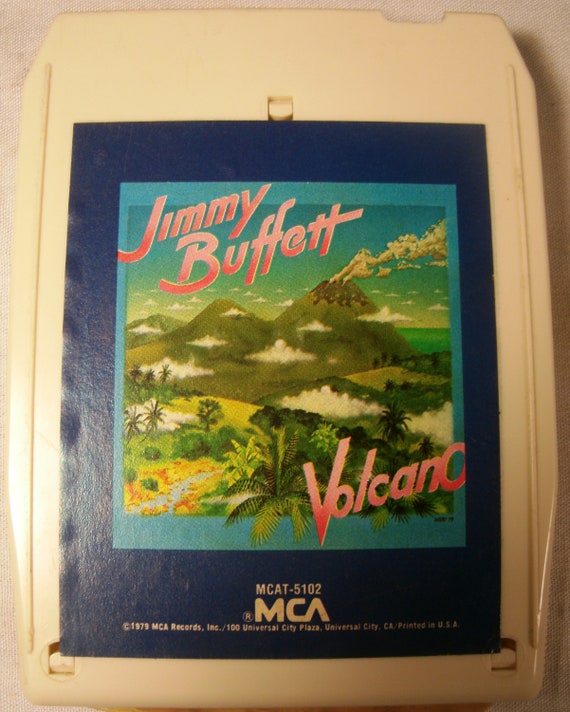 Jimmy
Buffett
Volcano
MCAT-5102
® MCA
©1979 MCA Records, Inc./100 Universal City Plaza, Universal City, CA/Printed in U.S.A.